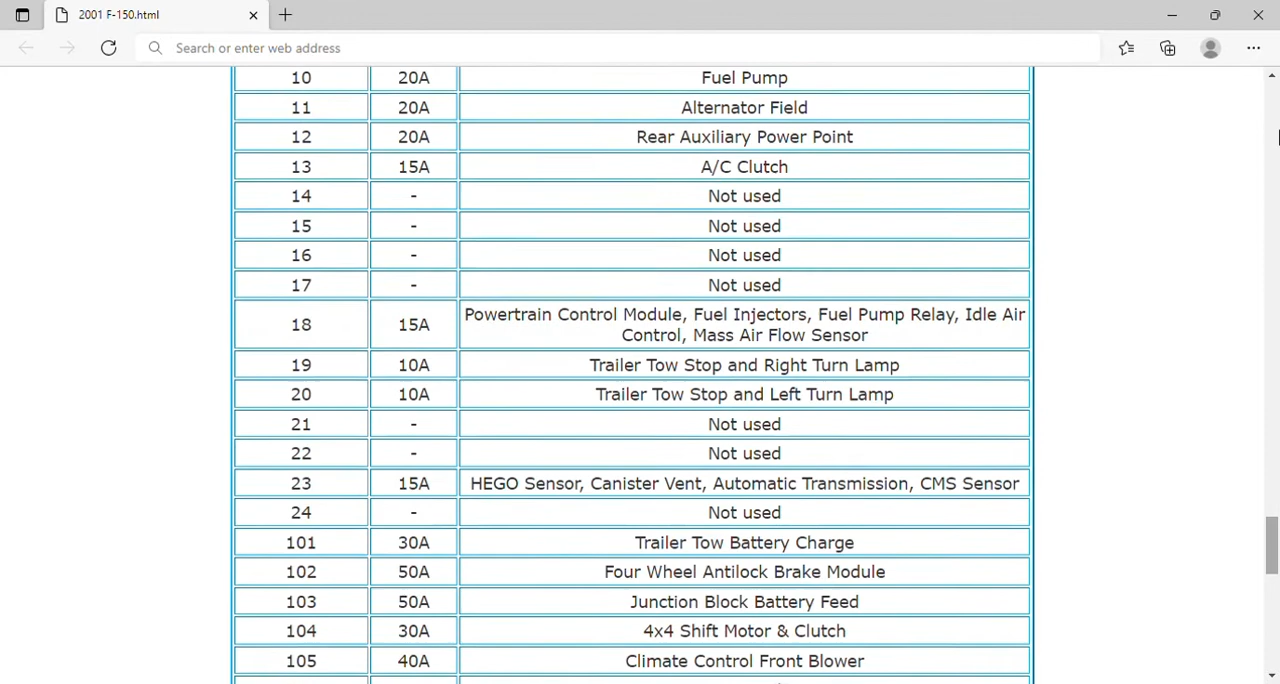 2001 F-150.html
Search or enter web address
10 20A Fuel Pump
11 20A Alternator Field
12 20A Rear Auxiliary Power Point
13 15A A/C Clutch
14 - Not used
15 - Not used
16 - Not used
17 - Not used
18 15A Powertrain Control Module, Fuel Injectors, Fuel Pump Relay, Idle Air
Control, Mass Air Flow Sensor
19 10A Trailer Tow Stop and Right Turn Lamp
20 10A Trailer Tow Stop and Left Turn Lamp
21 - Not used
22 - Not used
23 15A HEGO Sensor, Canister Vent, Automatic Transmission, CMS Sensor
24 - Not used
101 30A Trailer Tow Battery Charge
102 50A Four Wheel Antilock Brake Module
103 50A Junction Block Battery Feed
104 30A 4x4 Shift Motor & Clutch
105 40A Climate Control Front Blower